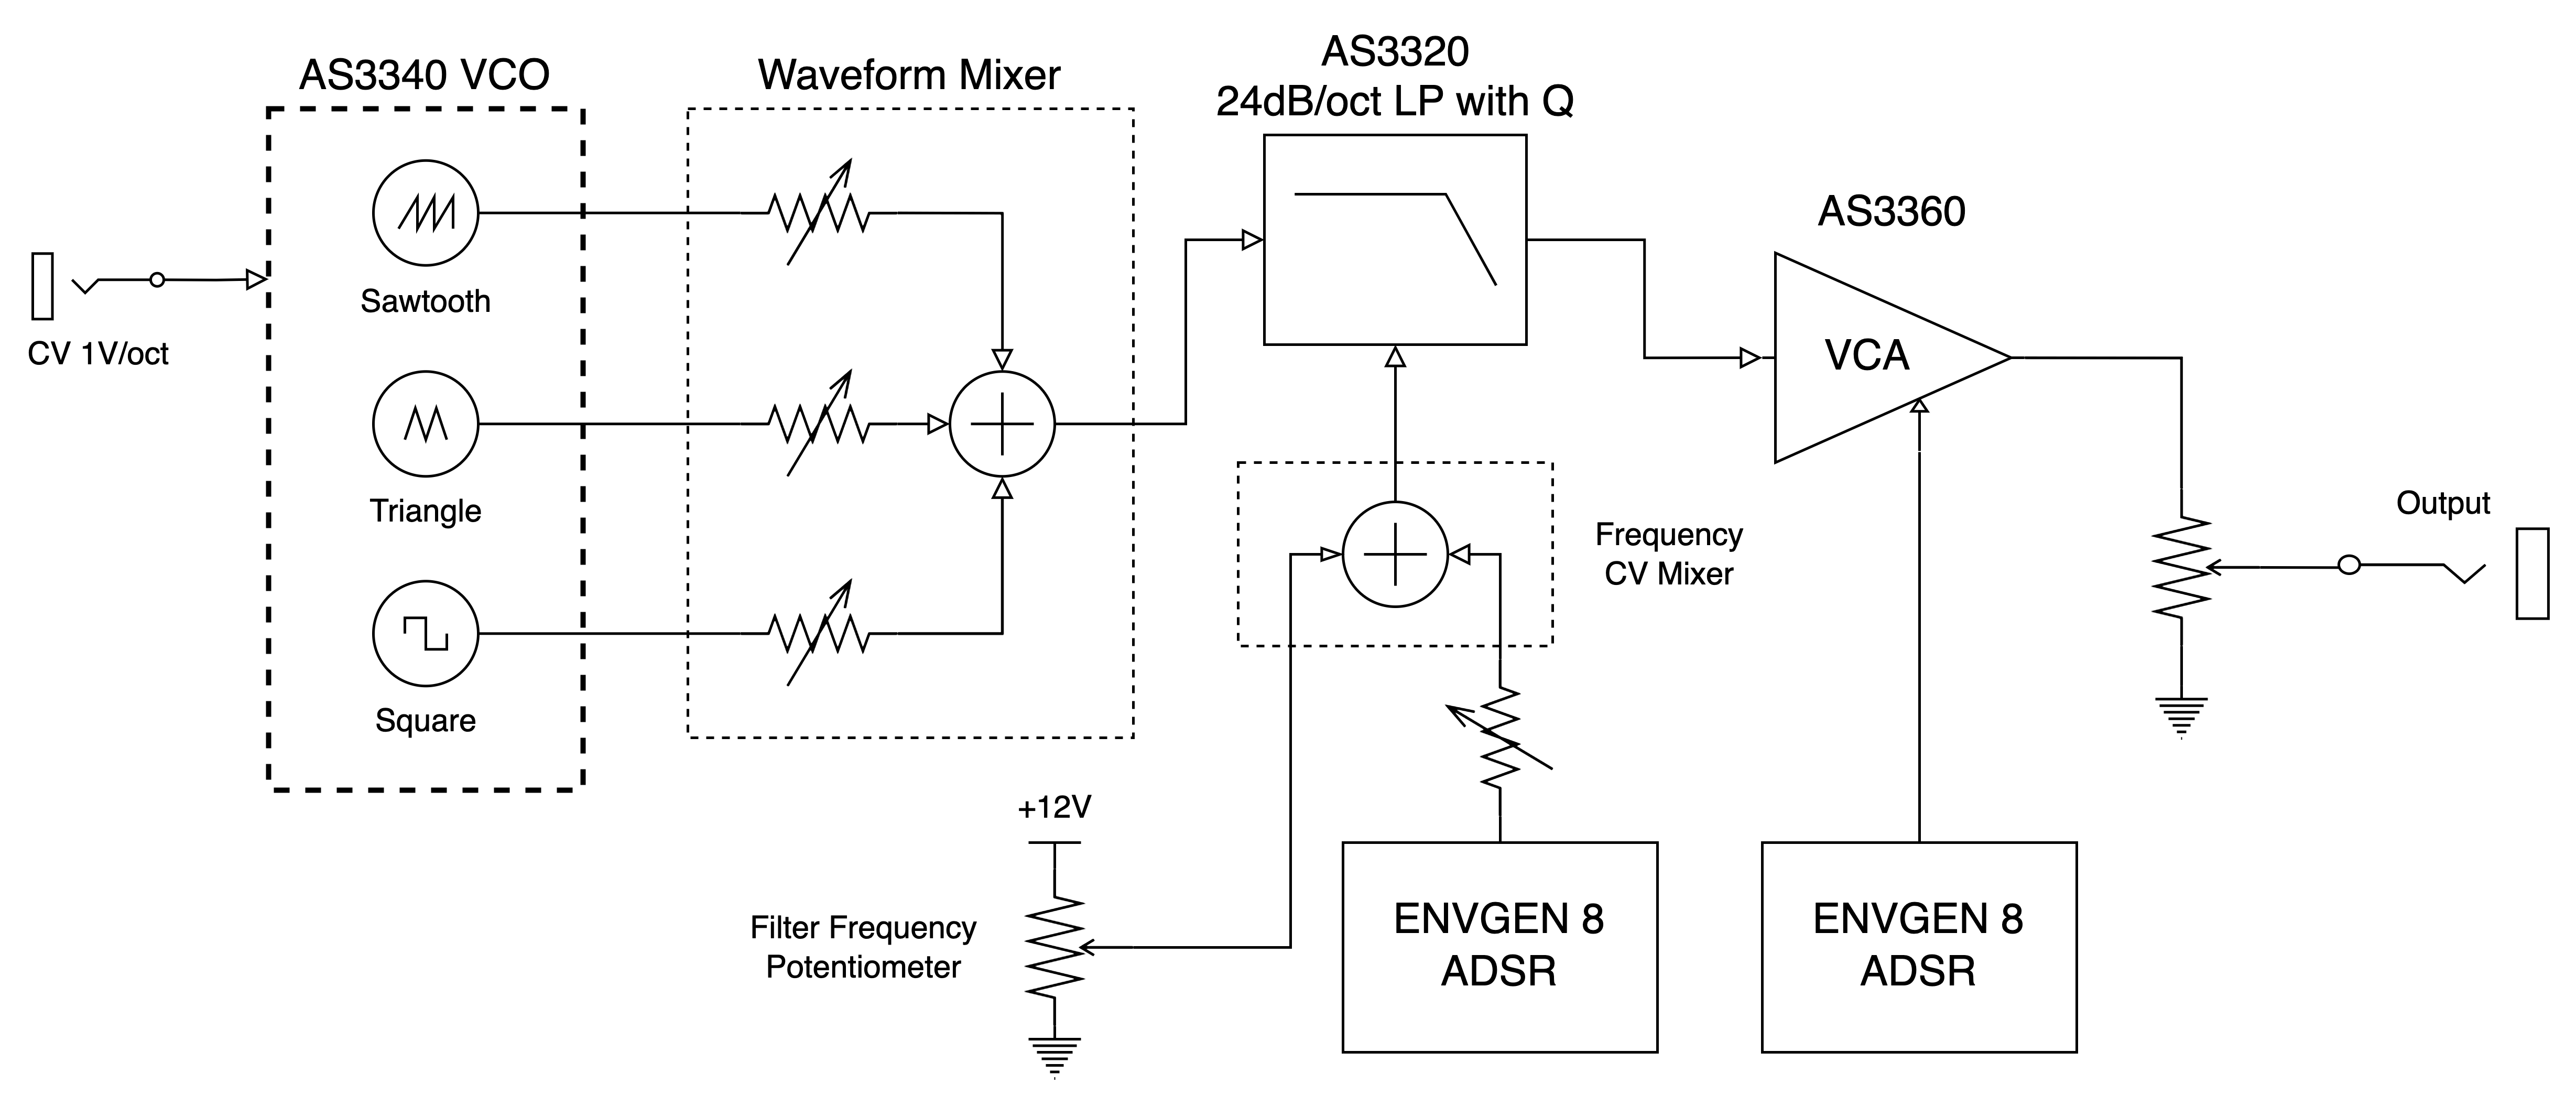 AS3340 VCO
Waveform Mixer
AS3320
24dB/oct LP with Q
AS3360
Sawtooth
CV 1V/oct
VCA
Triangle
Output
Frequency
CV Mixer
Square
+12V
Filter Frequency
Potentiometer
ENVGEN 8
ADSR
ENVGEN 8
ADSR